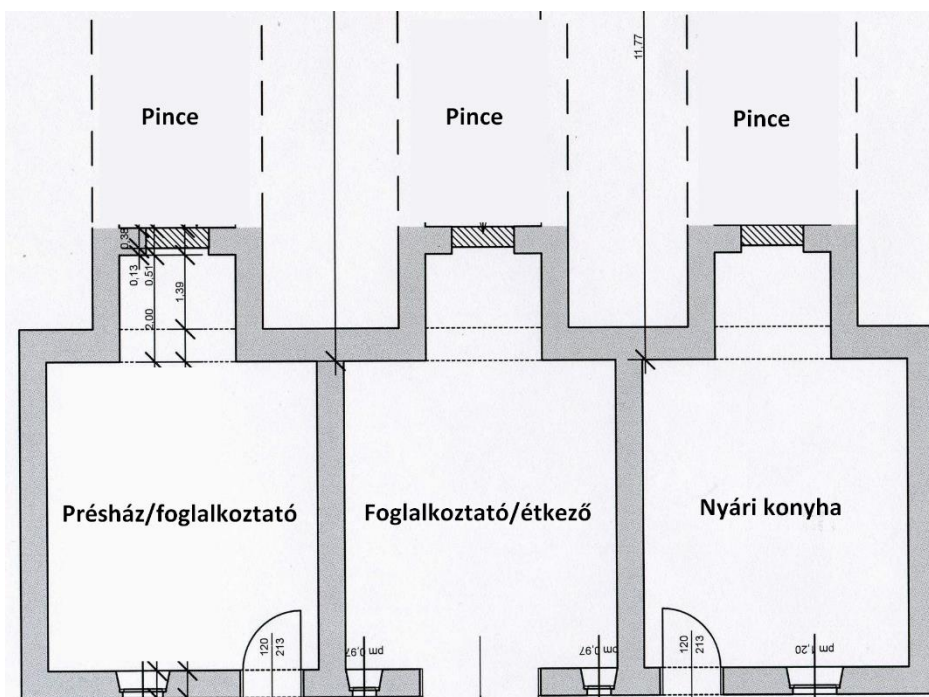 11,77
Pince
Pince
Pince
0,38
0,13
0,51
1,39
2,00
Présház/foglalkoztató
Foglalkoztató/étkező
Nyári konyha
120
213
pm 0,97
pm 0,97
120
213
pm 1,20